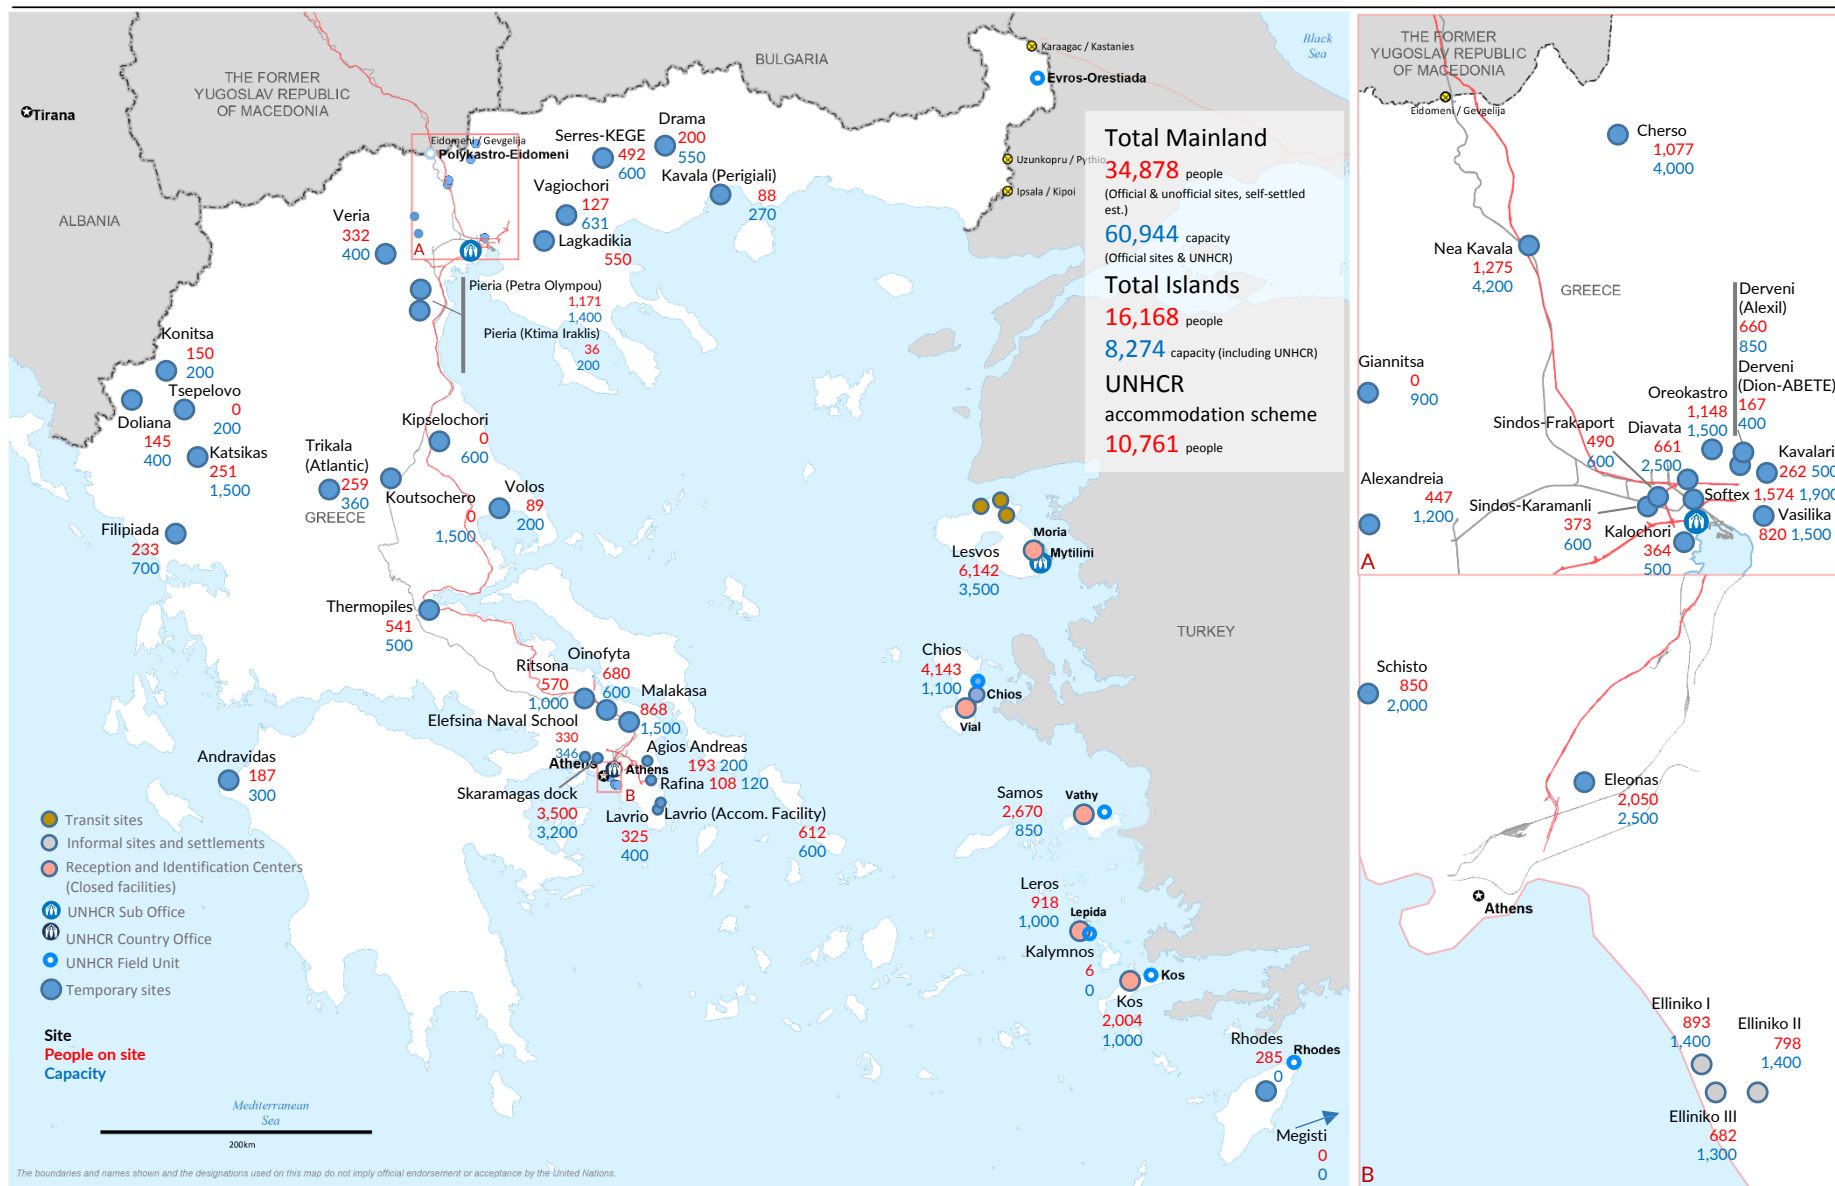 THE FORMER
YUGOSLAV REPUBLIC
OF MACEDONIA
BULGARIA
Black
Sea
Karaagac / Kastanies
Evros-Orestiada
Tirana
ALBANIA
Eidomeni / Gevgelija
Polykastro-Eidomeni
Serres-KEGE
492
600
Drama
200
550
Vagiochori
127
631
Kavala (Perigiali)
88
270
Lagkadikia
550
Uzunkopru / Pythio
Ipsala / Kipoi
Veria
332
400
A
Pieria (Petra Olympou)
1,171
1,400
Pieria (Ktima Iraklis)
36
200
Total Mainland
34,878 people
(Official & unofficial sites, self-settled
est.)
60,944 capacity
(Official sites & UNHCR)
Total Islands
16,168 people
8,274 capacity (including UNHCR)
UNHCR
accommodation scheme
10,761 people
Konitsa
150
200
Tsepelovo
0
200
Doliana
145
400
Katsikas
251
1,500
Kipselochori
0
600
Trikala
(Atlantic)
259
360
GREECE
Koutsochero
0
1,500
Volos
89
200
Filipiada
233
700
Thermopiles
541
500
Oinofyta
680
600
Ritsona
570
1,000
Malakasa
868
1,500
Elefsina Naval School
330
346
Athens
Athens
B
Agios Andreas
193 200
Rafina 108 120
Skaramagas dock
3,500
3,200
Lavrio
325
400
Lavrio (Accom. Facility)
612
600
Andravidas
187
300
Moria
Mytilini
Lesvos
6,142
3,500
TURKEY
Chios
4,143
1,100
Chios
Vial
Samos
2,670
850
Vathy
Leros
918
1,000
Lepida
Kalymnos
6
0
Kos
Kos
2,004
1,000
Rhodes
285
0
Rhodes
Megisti
0
0
Transit sites
Informal sites and settlements
Reception and Identification Centers
(Closed facilities)
UNHCR Sub Office
UNHCR Country Office
UNHCR Field Unit
Temporary sites
Site
People on site
Capacity
Mediterranean
Sea
200km
The boundaries and names shown and the designations used on this map do not imply official endorsement or acceptance by the United Nations.
THE FORMER
YUGOSLAV REPUBLIC
OF MACEDONIA
Eidomeni / Gevgelija
Cherso
1,077
4,000
Nea Kavala
1,275
4,200
GREECE
Derveni
(Alexil)
660
850
Derveni
(Dion-ABETE)
167
400
Giannitsa
0
900
Oreokastro
1,148
1,500
Sindos-Frakaport
490
600
Diavata
661
2,500
Kavalari
262 500
Alexandreia
447
1,200
Softex 1,574 1,900
Sindos-Karamanli
373
600
Vasilika
820 1,500
Kalochori
364
500
A
Schisto
850
2,000
Eleonas
2,050
2,500
Athens
Elliniko I
893
1,400
Elliniko II
798
1,400
Elliniko III
682
1,300
B